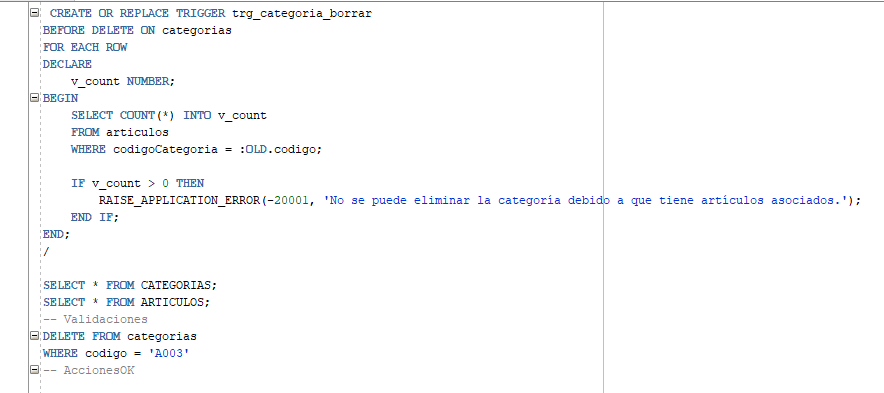 CREATE OR REPLACE TRIGGER trg_categoria_borrar
BEFORE DELETE ON categorias
FOR EACH ROW
DECLARE
    v_count NUMBER;
BEGIN
    SELECT COUNT(*) INTO v_count
    FROM articulos
    WHERE codigoCategoria = :OLD.codigo;

    IF v_count > 0 THEN
        RAISE_APPLICATION_ERROR(-20001, 'No se puede eliminar la categoría debido a que tiene artículos asociados.');
    END IF;
END;
/

SELECT * FROM CATEGORIAS;
SELECT * FROM ARTICULOS;
-- Validaciones
DELETE FROM categorias
WHERE codigo = 'A003'
-- AccionesOK